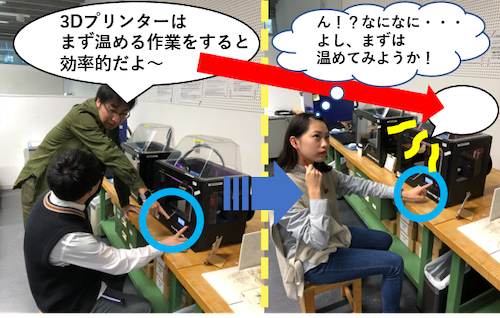 3Dプリンターは
まず温める作業をすると
効率的だよ～
ん！？なになに・・・
よし、まずは
温めてみようか！